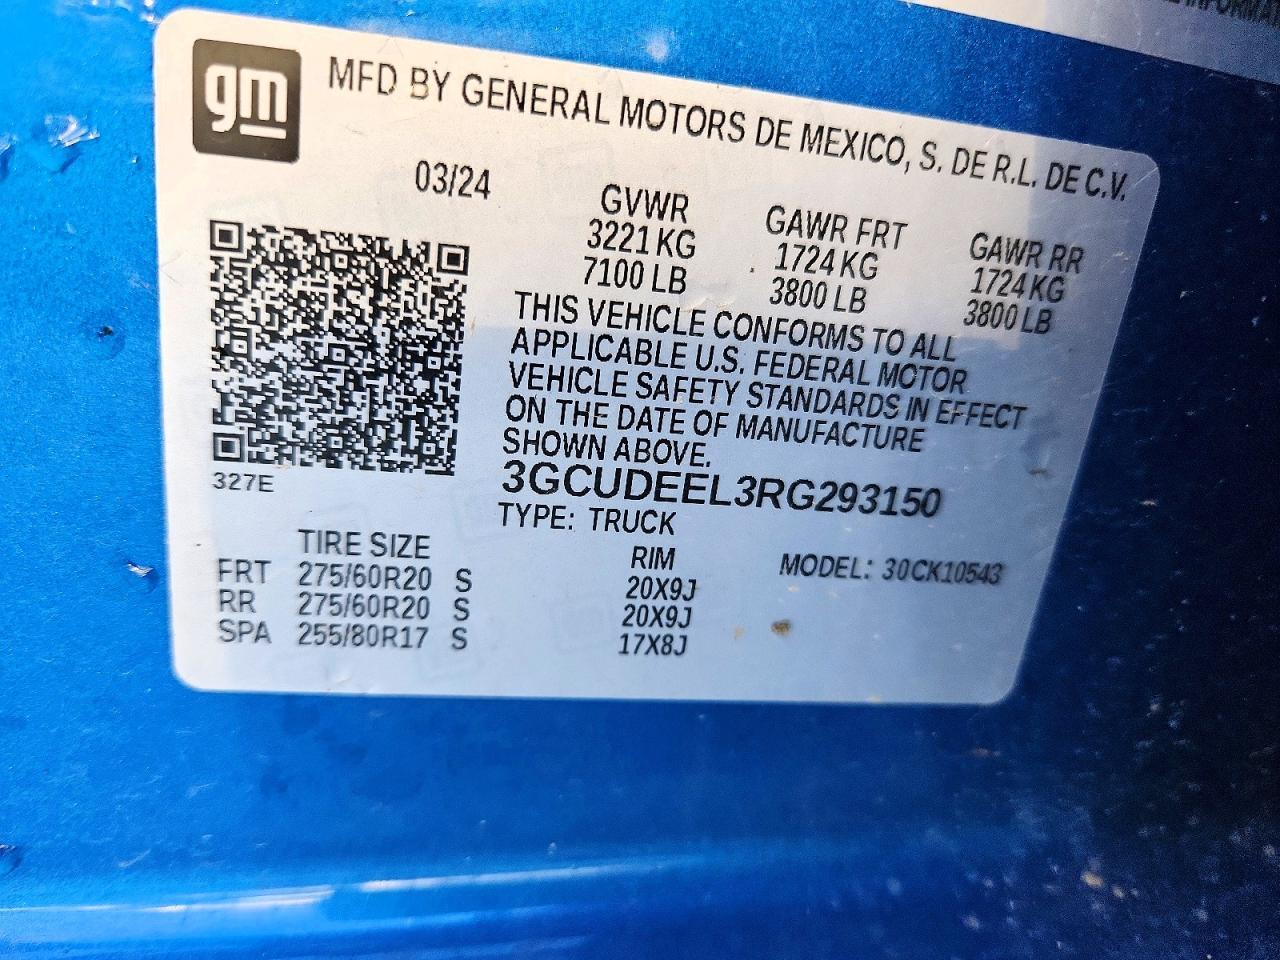 INFORMAT
gm
MFD BY GENERAL MOTORS DE MEXICO, S. DE R.L. DE C.V.
03/24
GVWR GAWR FRT GAWR RR
3221 KG 1724 KG 1724 KG
7100 LB 3800 LB 3800 LB
THIS VEHICLE CONFORMS TO ALL
APPLICABLE U.S. FEDERAL MOTOR
VEHICLE SAFETY STANDARDS IN EFFECT
ON THE DATE OF MANUFACTURE
SHOWN ABOVE.
3GCUDEEL3RG293150
327E
TYPE: TRUCK MODEL: 30CK10543
TIRE SIZE RIM
FRT 275/60R20 S 20X9J
RR 275/60R20 S 20X9J
SPA 255/80R17 S 17X8J